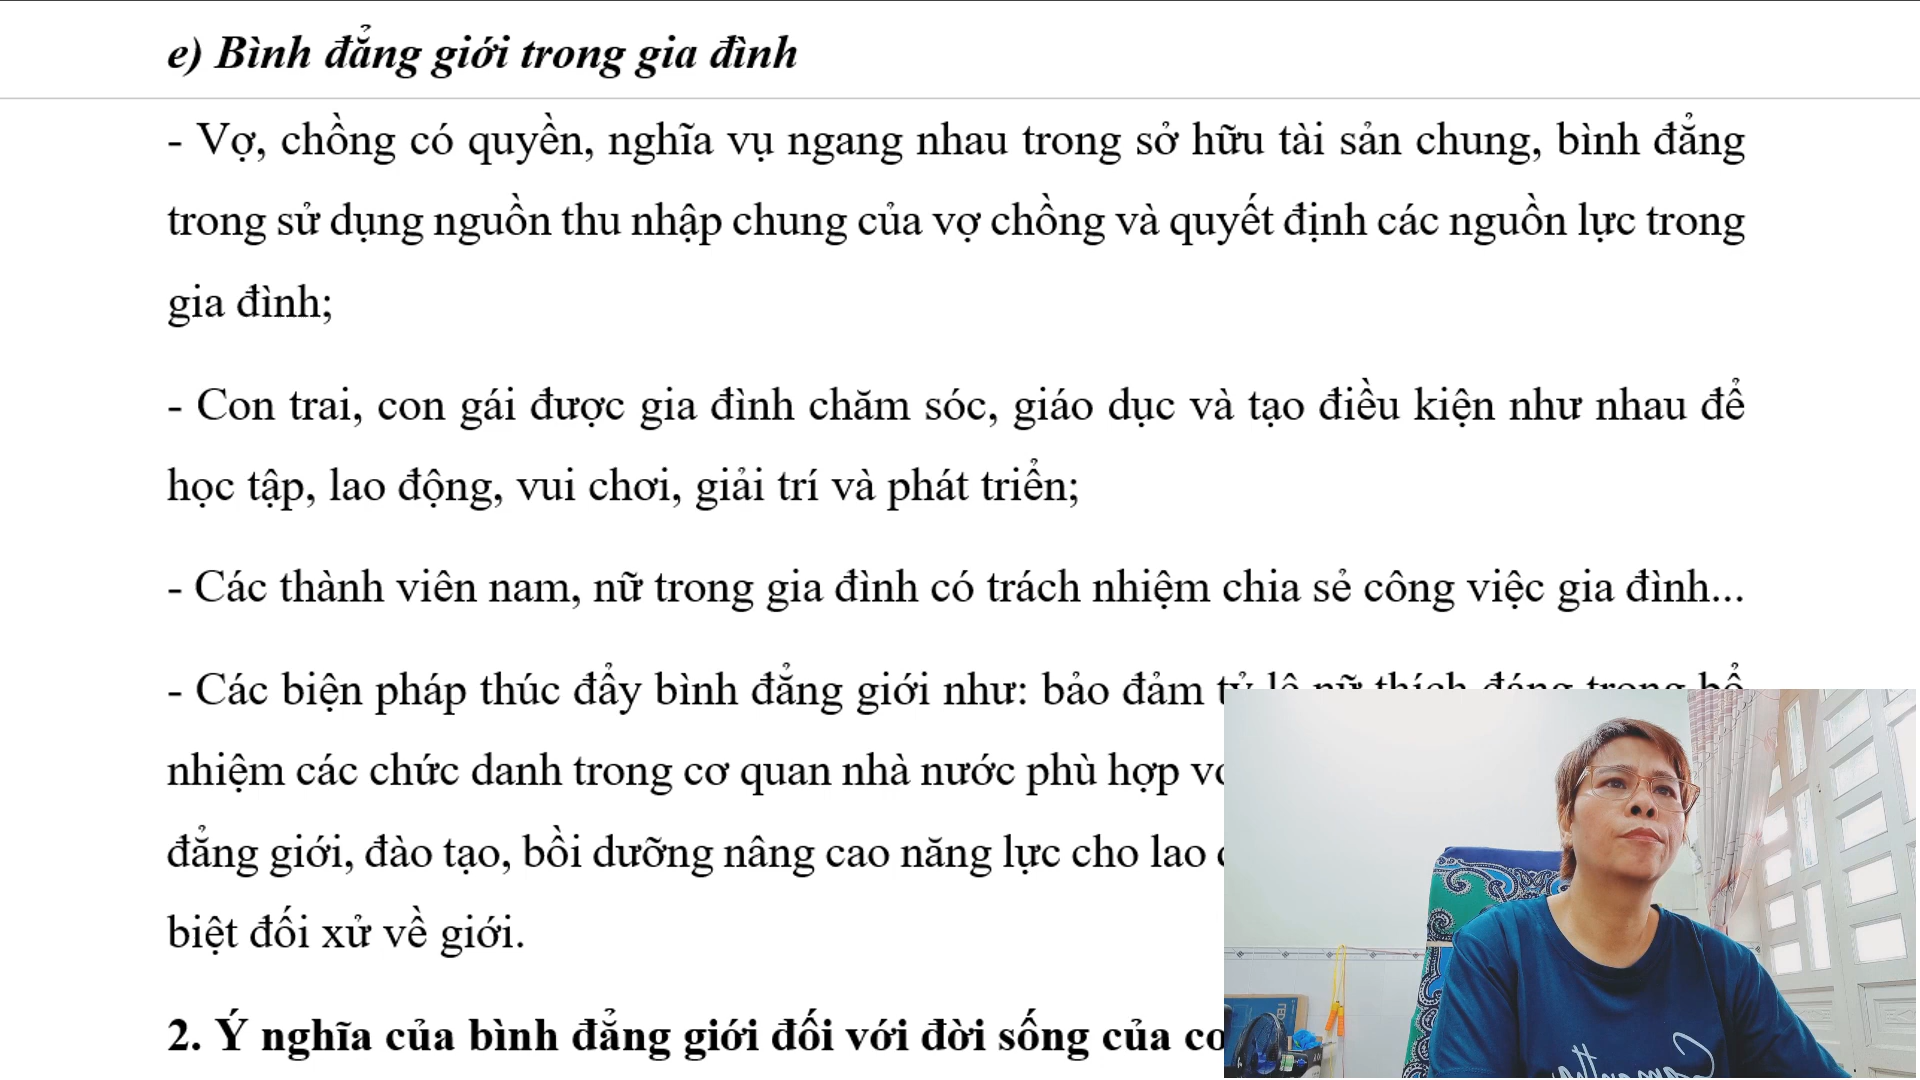 e) Bình đẳng giới trong gia đình
- Vợ, chồng có quyền, nghĩa vụ ngang nhau trong sở hữu tài sản chung, bình đẳng
trong sử dụng nguồn thu nhập chung của vợ chồng và quyết định các nguồn lực trong
gia đình;
- Con trai, con gái được gia đình chăm sóc, giáo dục và tạo điều kiện như nhau để
học tập, lao động, vui chơi, giải trí và phát triển;
- Các thành viên nam, nữ trong gia đình có trách nhiệm chia sẻ công việc gia đình...
- Các biện pháp thúc đẩy bình đẳng giới như: bảo đảm tỷ lệ nữ thích đáng trong bổ
nhiệm các chức danh trong cơ quan nhà nước phù hợp
đẳng giới, đào tạo, bồi dưỡng nâng cao năng lực cho lao
biệt đối xử về giới.
2. Ý nghĩa của bình đẳng giới đối với đời sống của